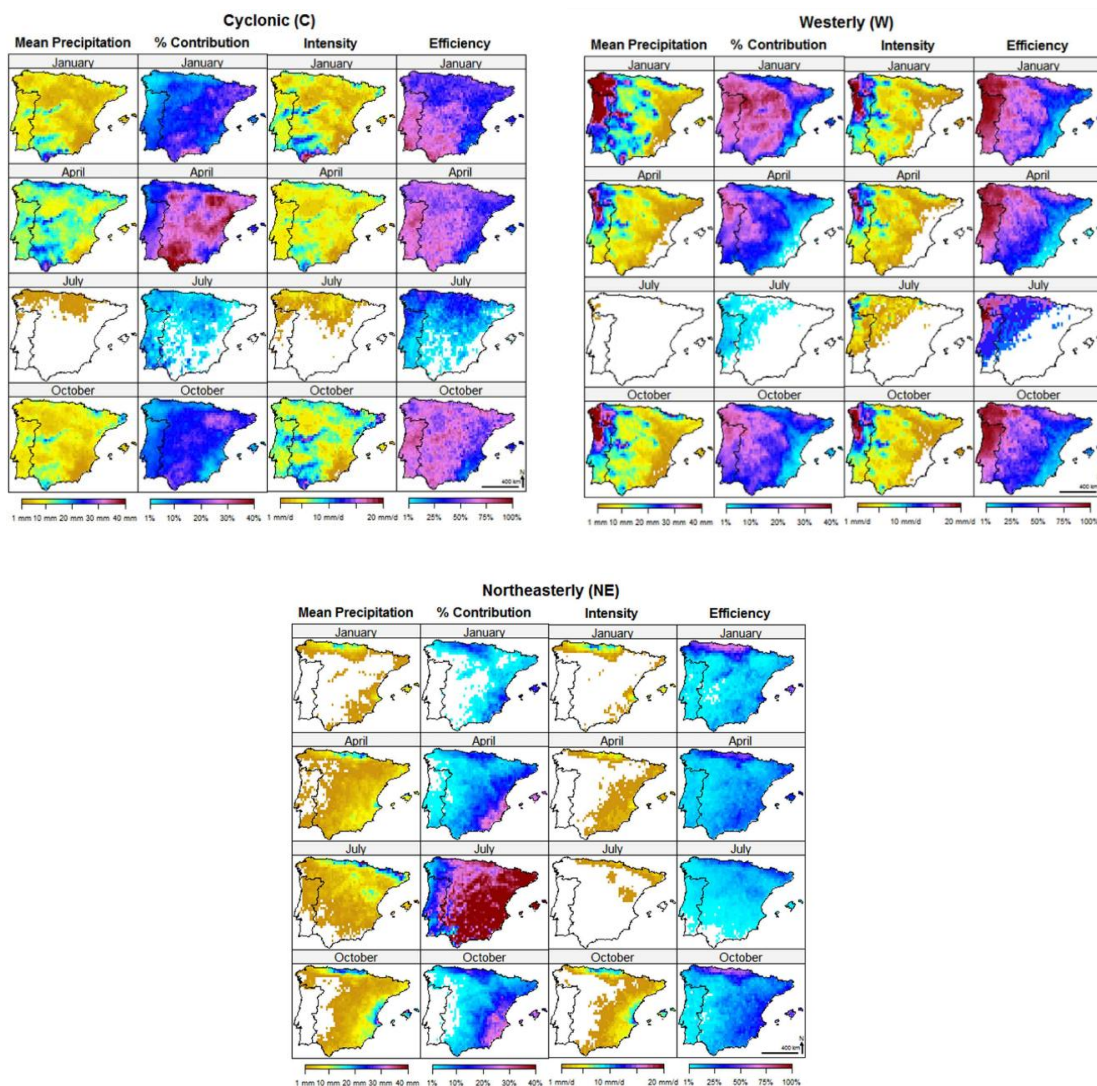 Cyclonic (C)
Mean Precipitation % Contribution Intensity Efficiency
January January January January
April April April April
July July July July
October October October October
N
400 km
1 mm 10 mm 20 mm 30 mm 40 mm 1% 10% 20% 30% 40% 1 mm/d 10 mm/d 20 mm/d 1% 25% 50% 75% 100%
Westerly (W)
Mean Precipitation % Contribution Intensity Efficiency
January January January January
April April April April
July July July July
October October October October
N
400 km
1 mm 10 mm 20 mm 30 mm 40 mm 1% 10% 20% 30% 40% 1 mm/d 10 mm/d 20 mm/d 1% 25% 50% 75% 100%
Northeasterly (NE)
Mean Precipitation % Contribution Intensity Efficiency
January January January January
April April April April
July July July July
October October October October
N
400 km
1 mm 10 mm 20 mm 30 mm 40 mm 1% 10% 20% 30% 40% 1 mm/d 10 mm/d 20 mm/d 1% 25% 50% 75% 100%